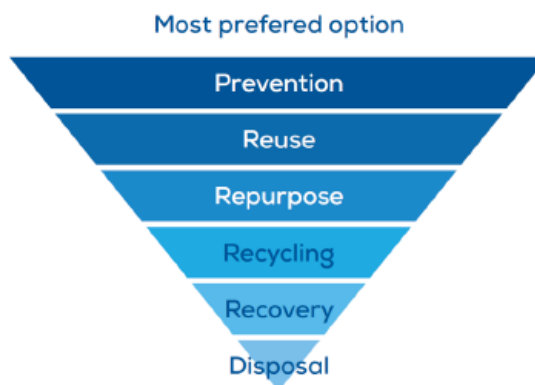 Most prefered option
Prevention
Reuse
Repurpose
Recycling
Recovery
Disposal